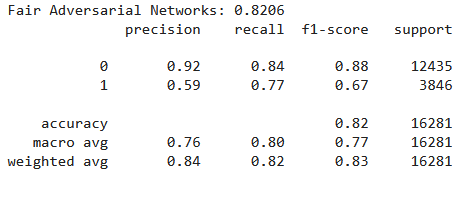 Fair Adversarial Networks: 0.8206
precision recall f1-score support
0 0.92 0.84 0.88 12435
1 0.59 0.77 0.67 3846
accuracy 0.82 16281
macro avg 0.76 0.80 0.77 16281
weighted avg 0.84 0.82 0.83 16281